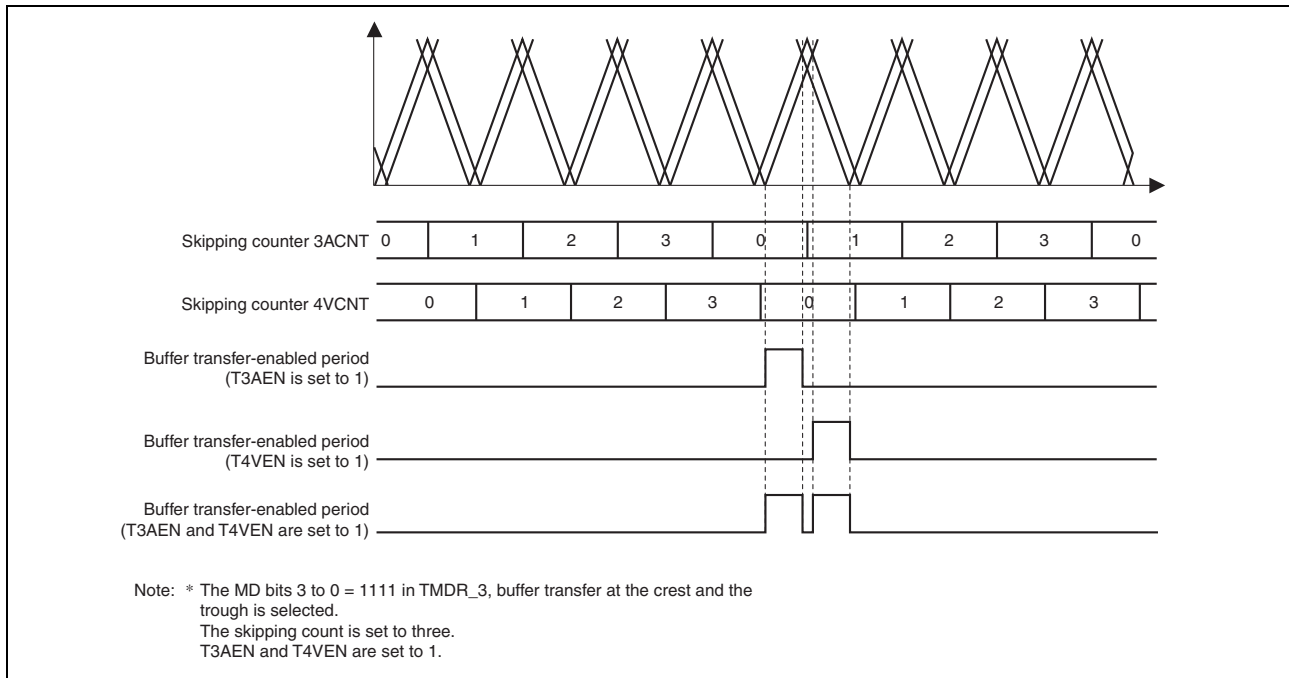 Skipping counter 3ACNT 0 1 2 3 0 1 2 3 0
Skipping counter 4VCNT 0 1 2 3 0 1 2 3
Buffer transfer-enabled period
(T3AEN is set to 1)
Buffer transfer-enabled period
(T4VEN is set to 1)
Buffer transfer-enabled period
(T3AEN and T4VEN are set to 1)
Note: * The MD bits 3 to 0 = 1111 in TMDR_3, buffer transfer at the crest and the
trough is selected.
The skipping count is set to three.
T3AEN and T4VEN are set to 1.